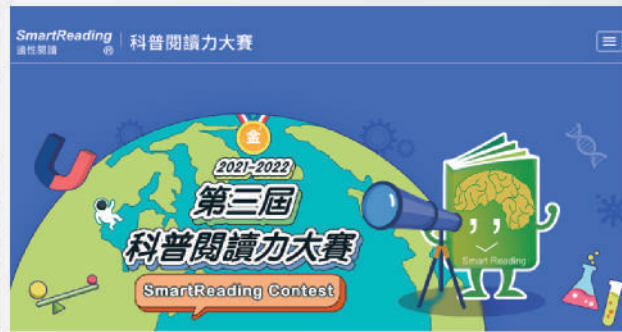 SmartReading
適性閱讀 ®
科普閱讀力大賽
金
2021-2022
第三屆
科普閱讀力大賽
SmartReading Contest
Smart Reading